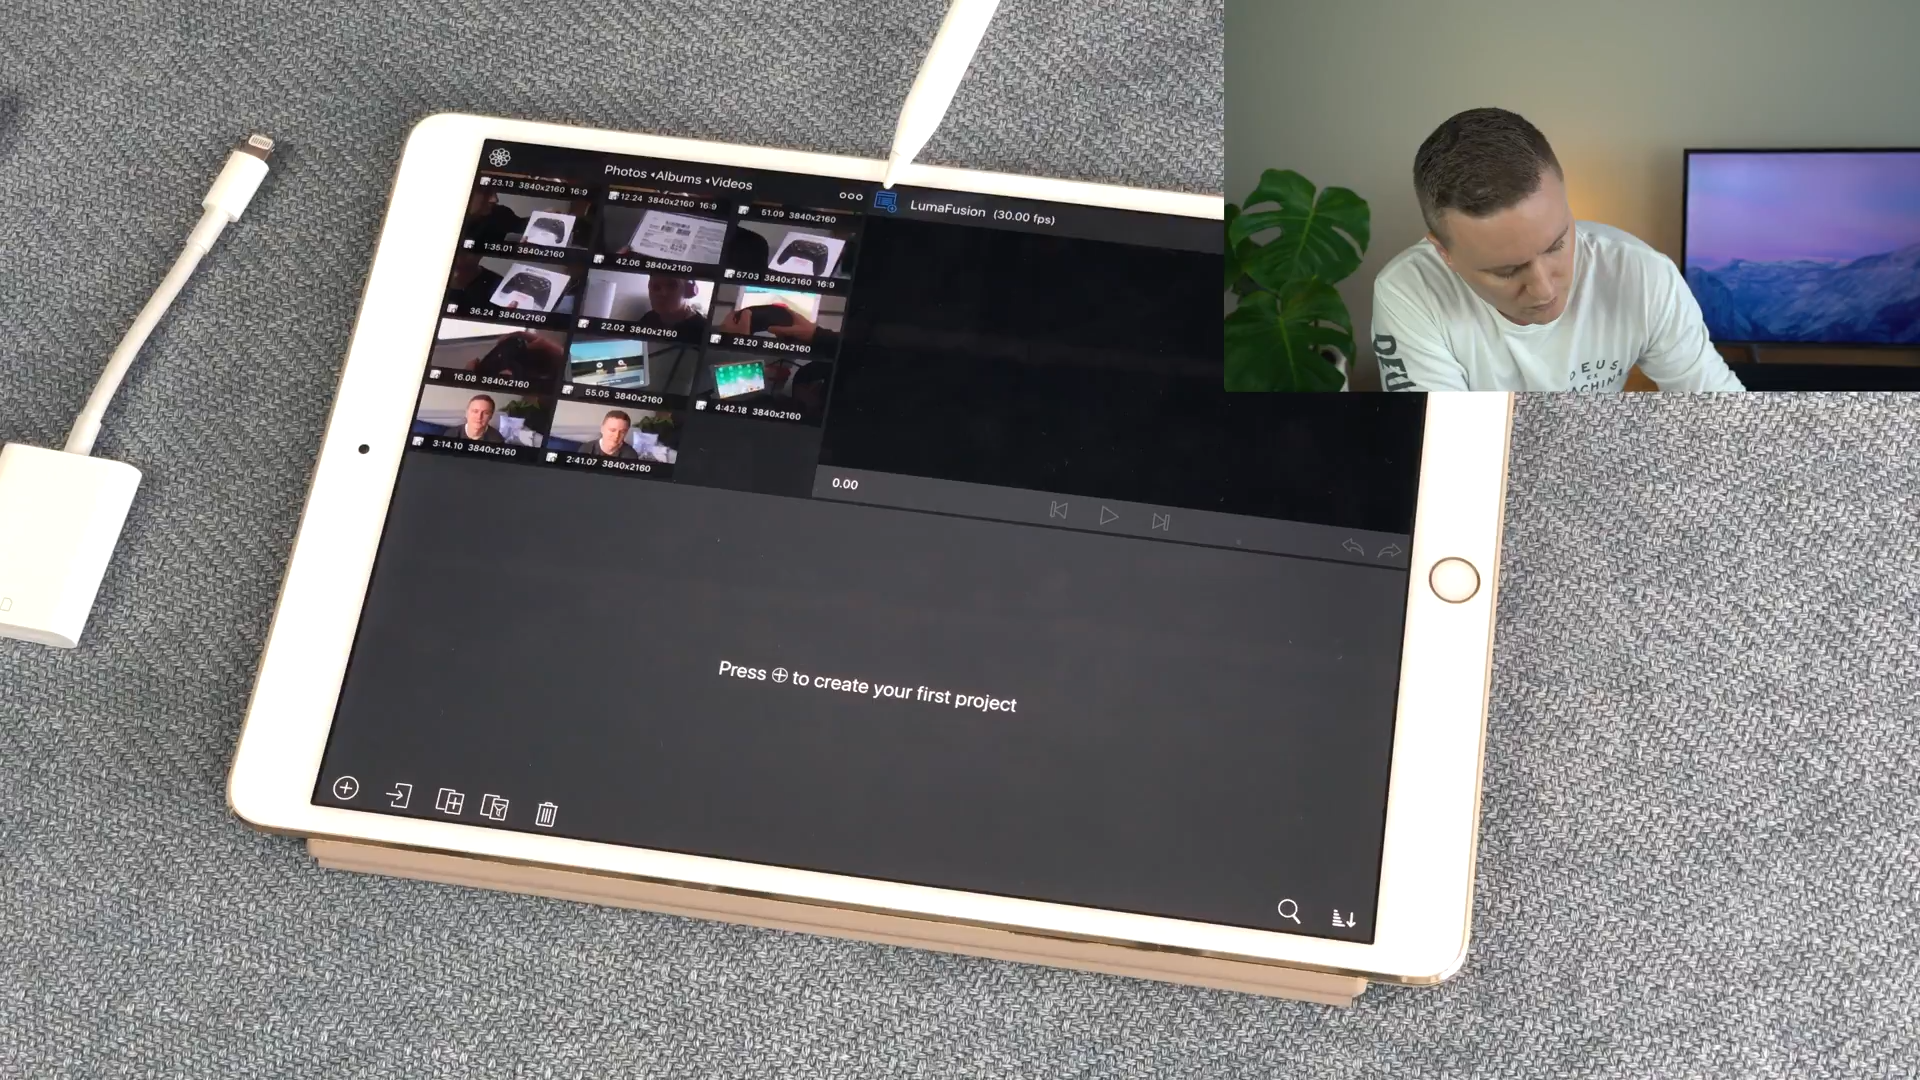 Photos ◂Albums ◂Videos
LumaFusion (30.00 fps)
23.13 3840x2160 16:9
12.24 3840x2160 16:9
51.09 3840x2160
1:35.01 3840x2160
42.06 3840x2160
57.03 3840x2160 16:9
36.24 3840x2160
22.02 3840x2160
28.20 3840x2160
16.08 3840x2160
55.05 3840x2160
4:42.18 3840x2160
3:14.10 3840x2160
2:41.07 3840x2160
0.00
Press ⊕ to create your first project
DEUS
EX
MACHINA